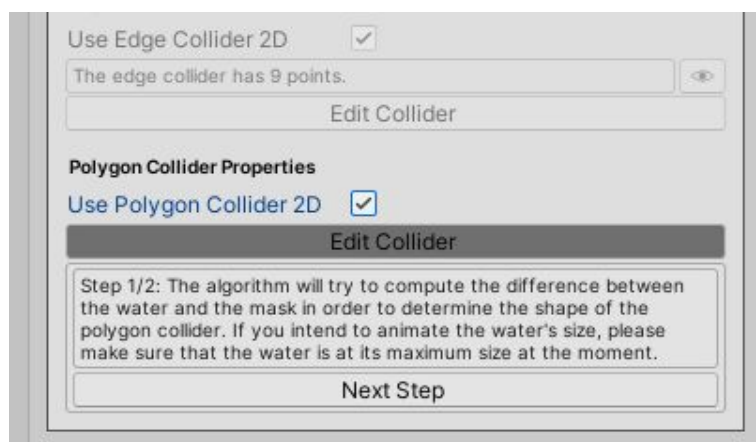 Use Edge Collider 2D
The edge collider has 9 points.
Edit Collider
Polygon Collider Properties
Use Polygon Collider 2D
Edit Collider
Step 1/2: The algorithm will try to compute the difference between
the water and the mask in order to determine the shape of the
polygon collider. If you intend to animate the water's size, please
make sure that the water is at its maximum size at the moment.
Next Step